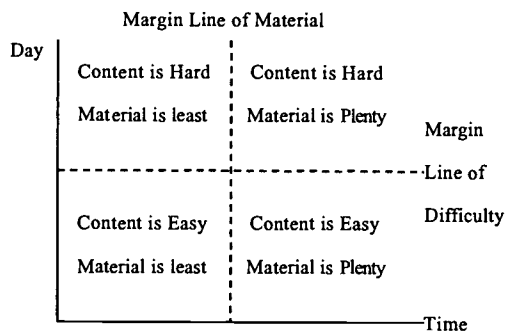 Margin Line of Material
Day
Content is Hard
Material is least
Content is Hard
Material is Plenty
Margin
Line of
Difficulty
Content is Easy
Material is least
Content is Easy
Material is Plenty
Time